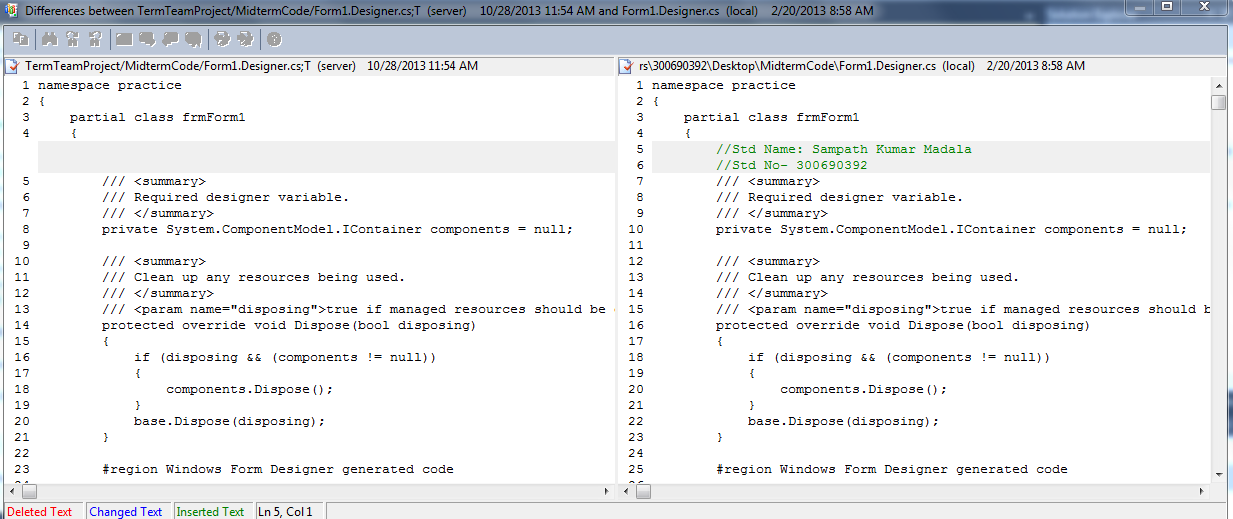 Differences between TermTeamProject/MidtermCode/Form1.Designer.cs;T (server) 10/28/2013 11:54 AM and Form1.Designer.cs (local) 2/20/2013 8:58 AM
TermTeamProject/MidtermCode/Form1.Designer.cs;T (server) 10/28/2013 11:54 AM
1 namespace practice
2 {
3 partial class frmForm1
4 {
5 /// <summary>
6 /// Required designer variable.
7 /// </summary>
8 private System.ComponentModel.IContainer components = null;
9
10 /// <summary>
11 /// Clean up any resources being used.
12 /// </summary>
13 /// <param name="disposing">true if managed resources should be
14 protected override void Dispose(bool disposing)
15 {
16 if (disposing && (components != null))
17 {
18 components.Dispose();
19 }
20 base.Dispose(disposing);
21 }
22
23 #region Windows Form Designer generated code
rs\300690392\Desktop\MidtermCode\Form1.Designer.cs (local) 2/20/2013 8:58 AM
1 namespace practice
2 {
3 partial class frmForm1
4 {
5 //Std Name: Sampath Kumar Madala
6 //Std No- 300690392
7 /// <summary>
8 /// Required designer variable.
9 /// </summary>
10 private System.ComponentModel.IContainer components = null;
11
12 /// <summary>
13 /// Clean up any resources being used.
14 /// </summary>
15 /// <param name="disposing">true if managed resources should b
16 protected override void Dispose(bool disposing)
17 {
18 if (disposing && (components != null))
19 {
20 components.Dispose();
21 }
22 base.Dispose(disposing);
23 }
24
25 #region Windows Form Designer generated code
Deleted Text Changed Text Inserted Text Ln 5, Col 1